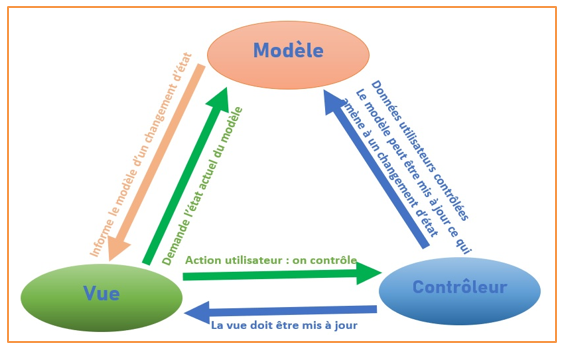 Modèle
Informe le modèle d'un changement d'état
Demande l'état actuel du modèle
Données utilisateurs contrôlées
Le modèle peut être mis à jour ce qui
amène à un changement d'état
Action utilisateur : on contrôle
Vue
Contrôleur
La vue doit être mis à jour